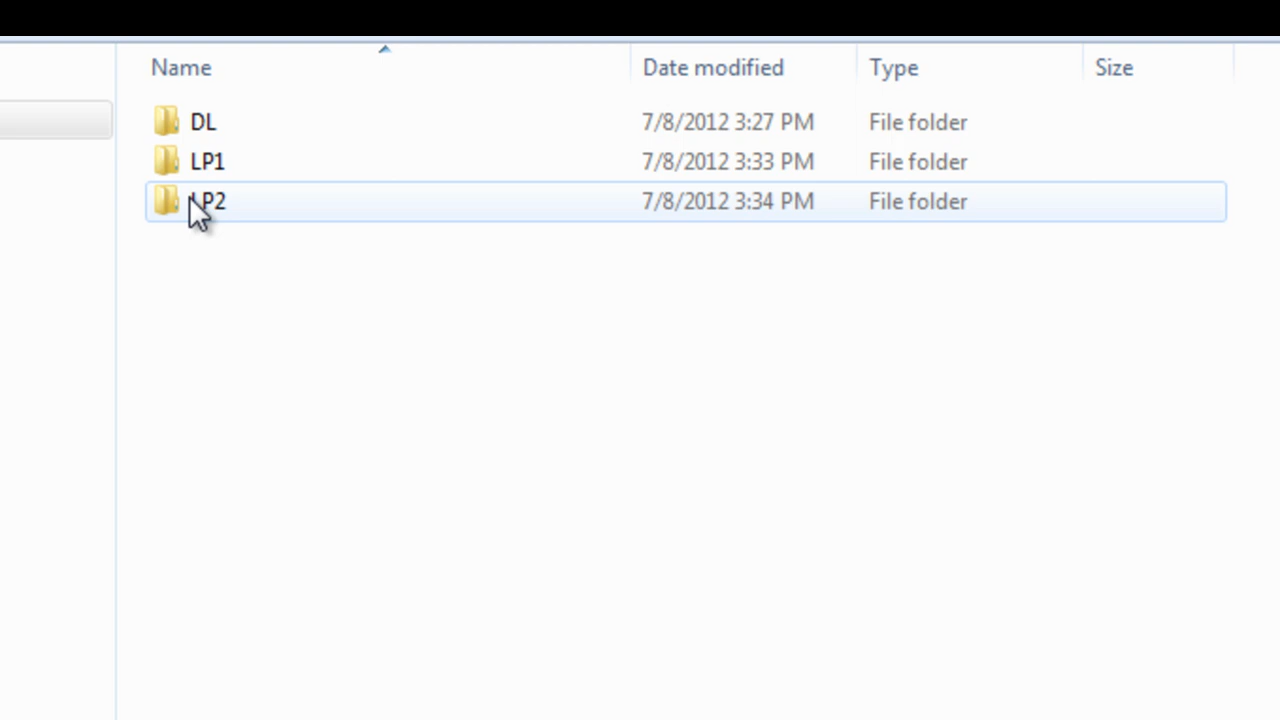 Name Date modified Type Size
DL 7/8/2012 3:27 PM File folder
LP1 7/8/2012 3:33 PM File folder
LP2 7/8/2012 3:34 PM File folder